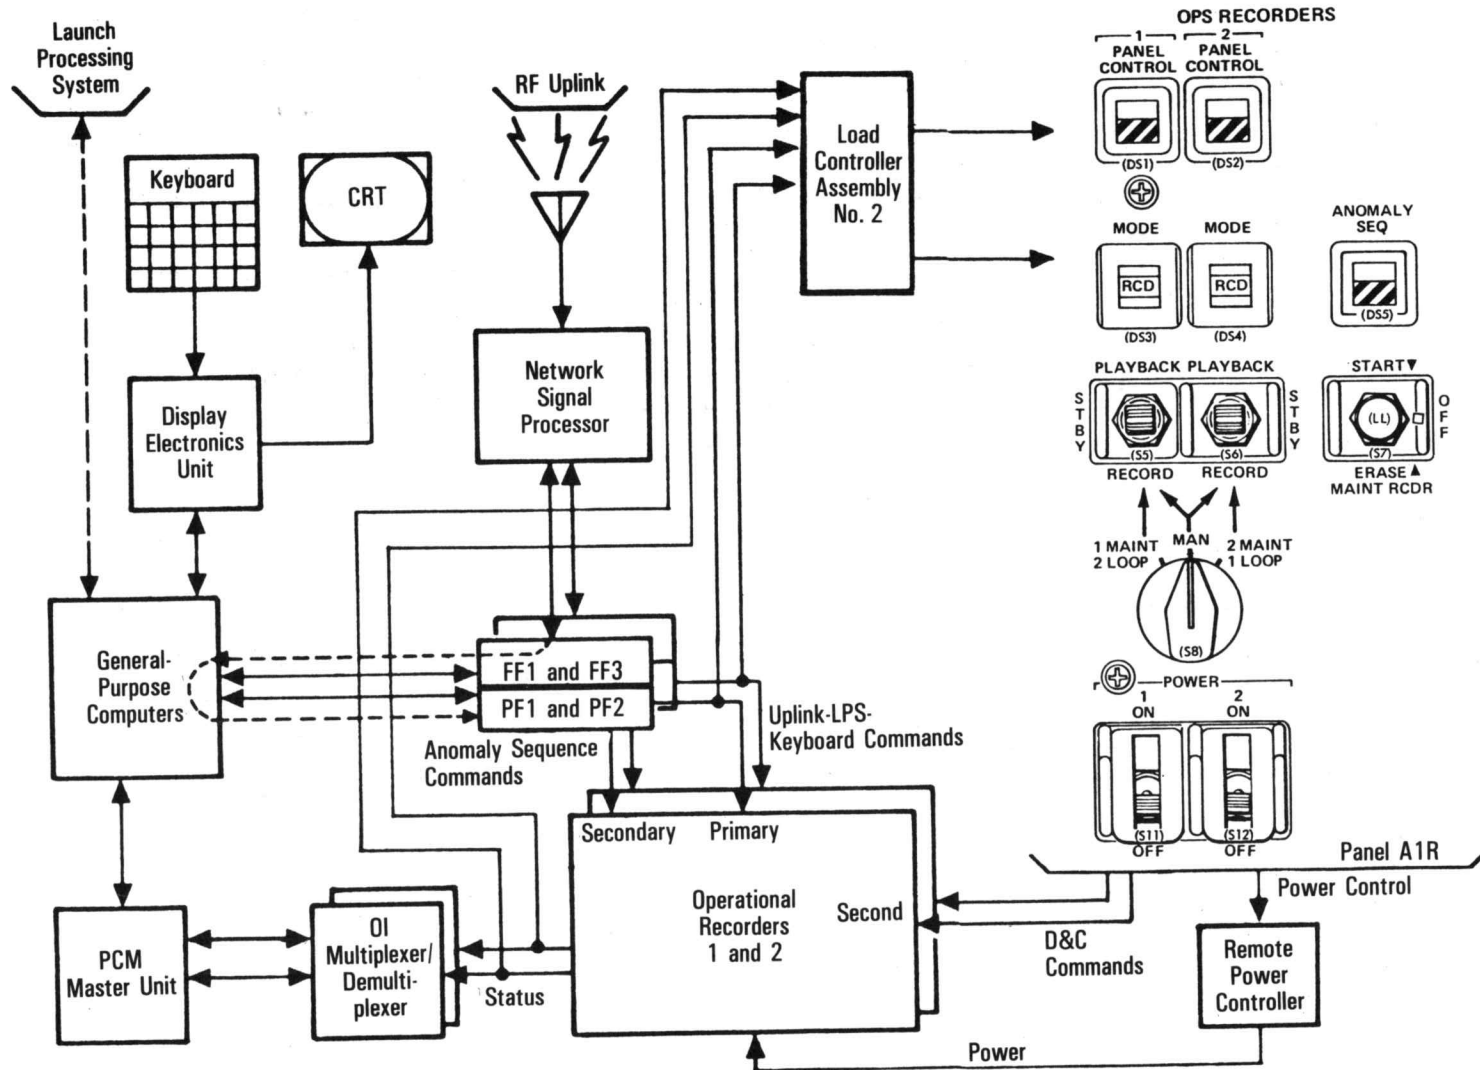 Launch
Processing
System
Keyboard
CRT
RF Uplink
Display
Electronics
Unit
Network
Signal
Processor
Load
Controller
Assembly
No. 2
General-
Purpose
Computers
FF1 and FF3
PF1 and PF2
Anomaly Sequence
Commands
Uplink-LPS-
Keyboard Commands
PCM
Master Unit
OI
Multiplexer/
Demulti-
plexer
Status
Secondary
Primary
Operational
Recorders
1 and 2
Second
D&C
Commands
Power Control
Remote
Power
Controller
Power
Panel A1R
OPS RECORDERS
1
PANEL
CONTROL
2
PANEL
CONTROL
(DS1)
(DS2)
MODE
MODE
RCD
RCD
(DS3)
(DS4)
ANOMALY
SEQ
(DS5)
PLAYBACK
PLAYBACK
STBY
STBY
(S5)
(S6)
RECORD
RECORD
START
(LL)
OFF
(S7)
ERASE
MAINT RCDR
1 MAINT
2 LOOP
MAN
2 MAINT
1 LOOP
(S8)
POWER
1
ON
2
ON
(S11)
(S12)
OFF
OFF